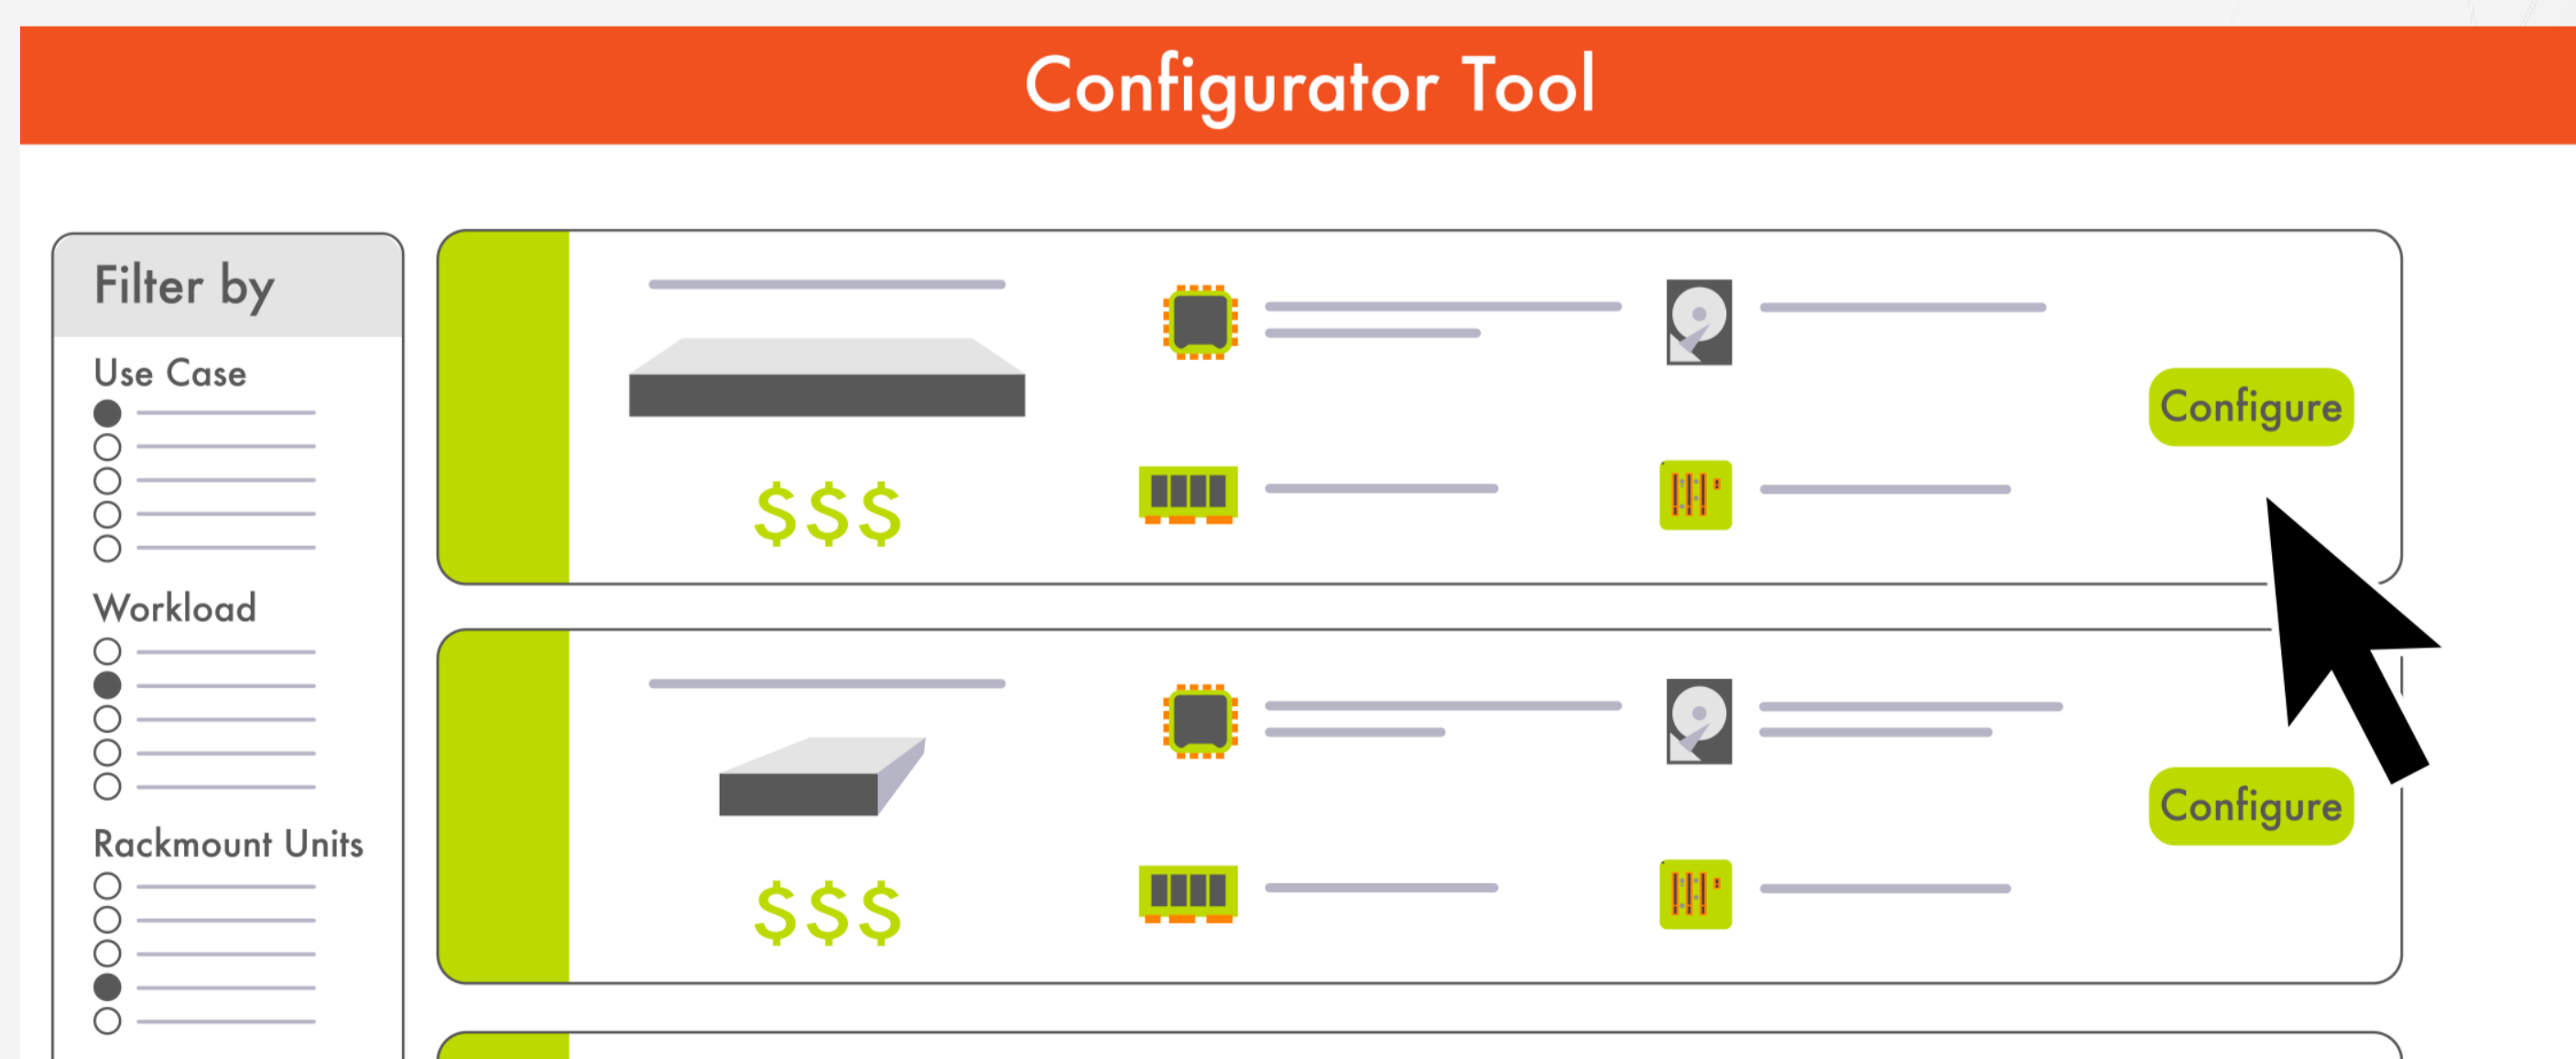 Configurator Tool
Filter by
Use Case
Workload
Rackmount Units
$$$
Configure
$$$
Configure